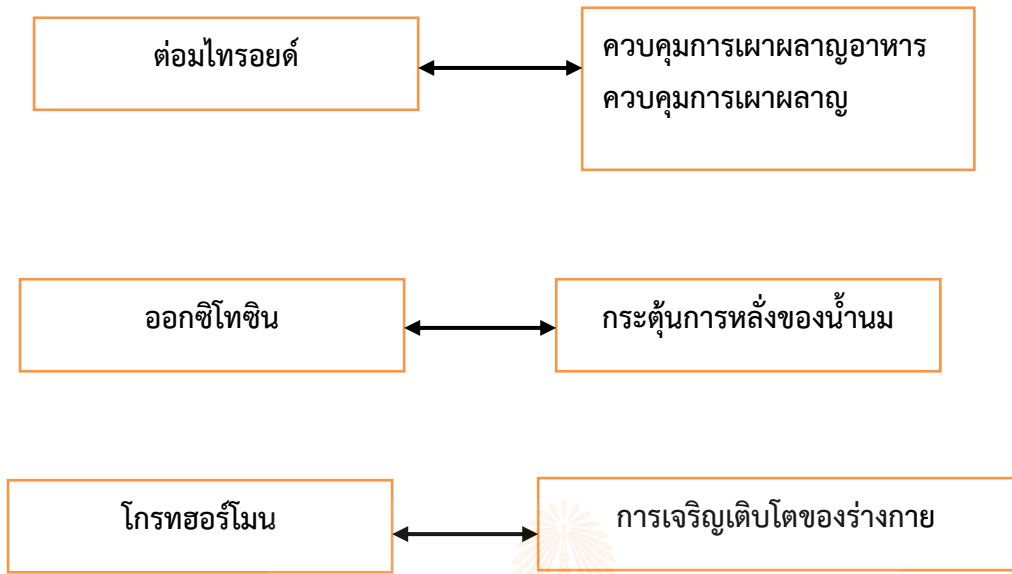 ต่อมไทรอยด์
ควบคุมการเผาผลาญอาหาร
ควบคุมการเผาผลาญ
ออกซิโทซิน
กระตุ้นการหลั่งของน้ำนม
โกรทฮอร์โมน
การเจริญเติบโตของร่างกาย